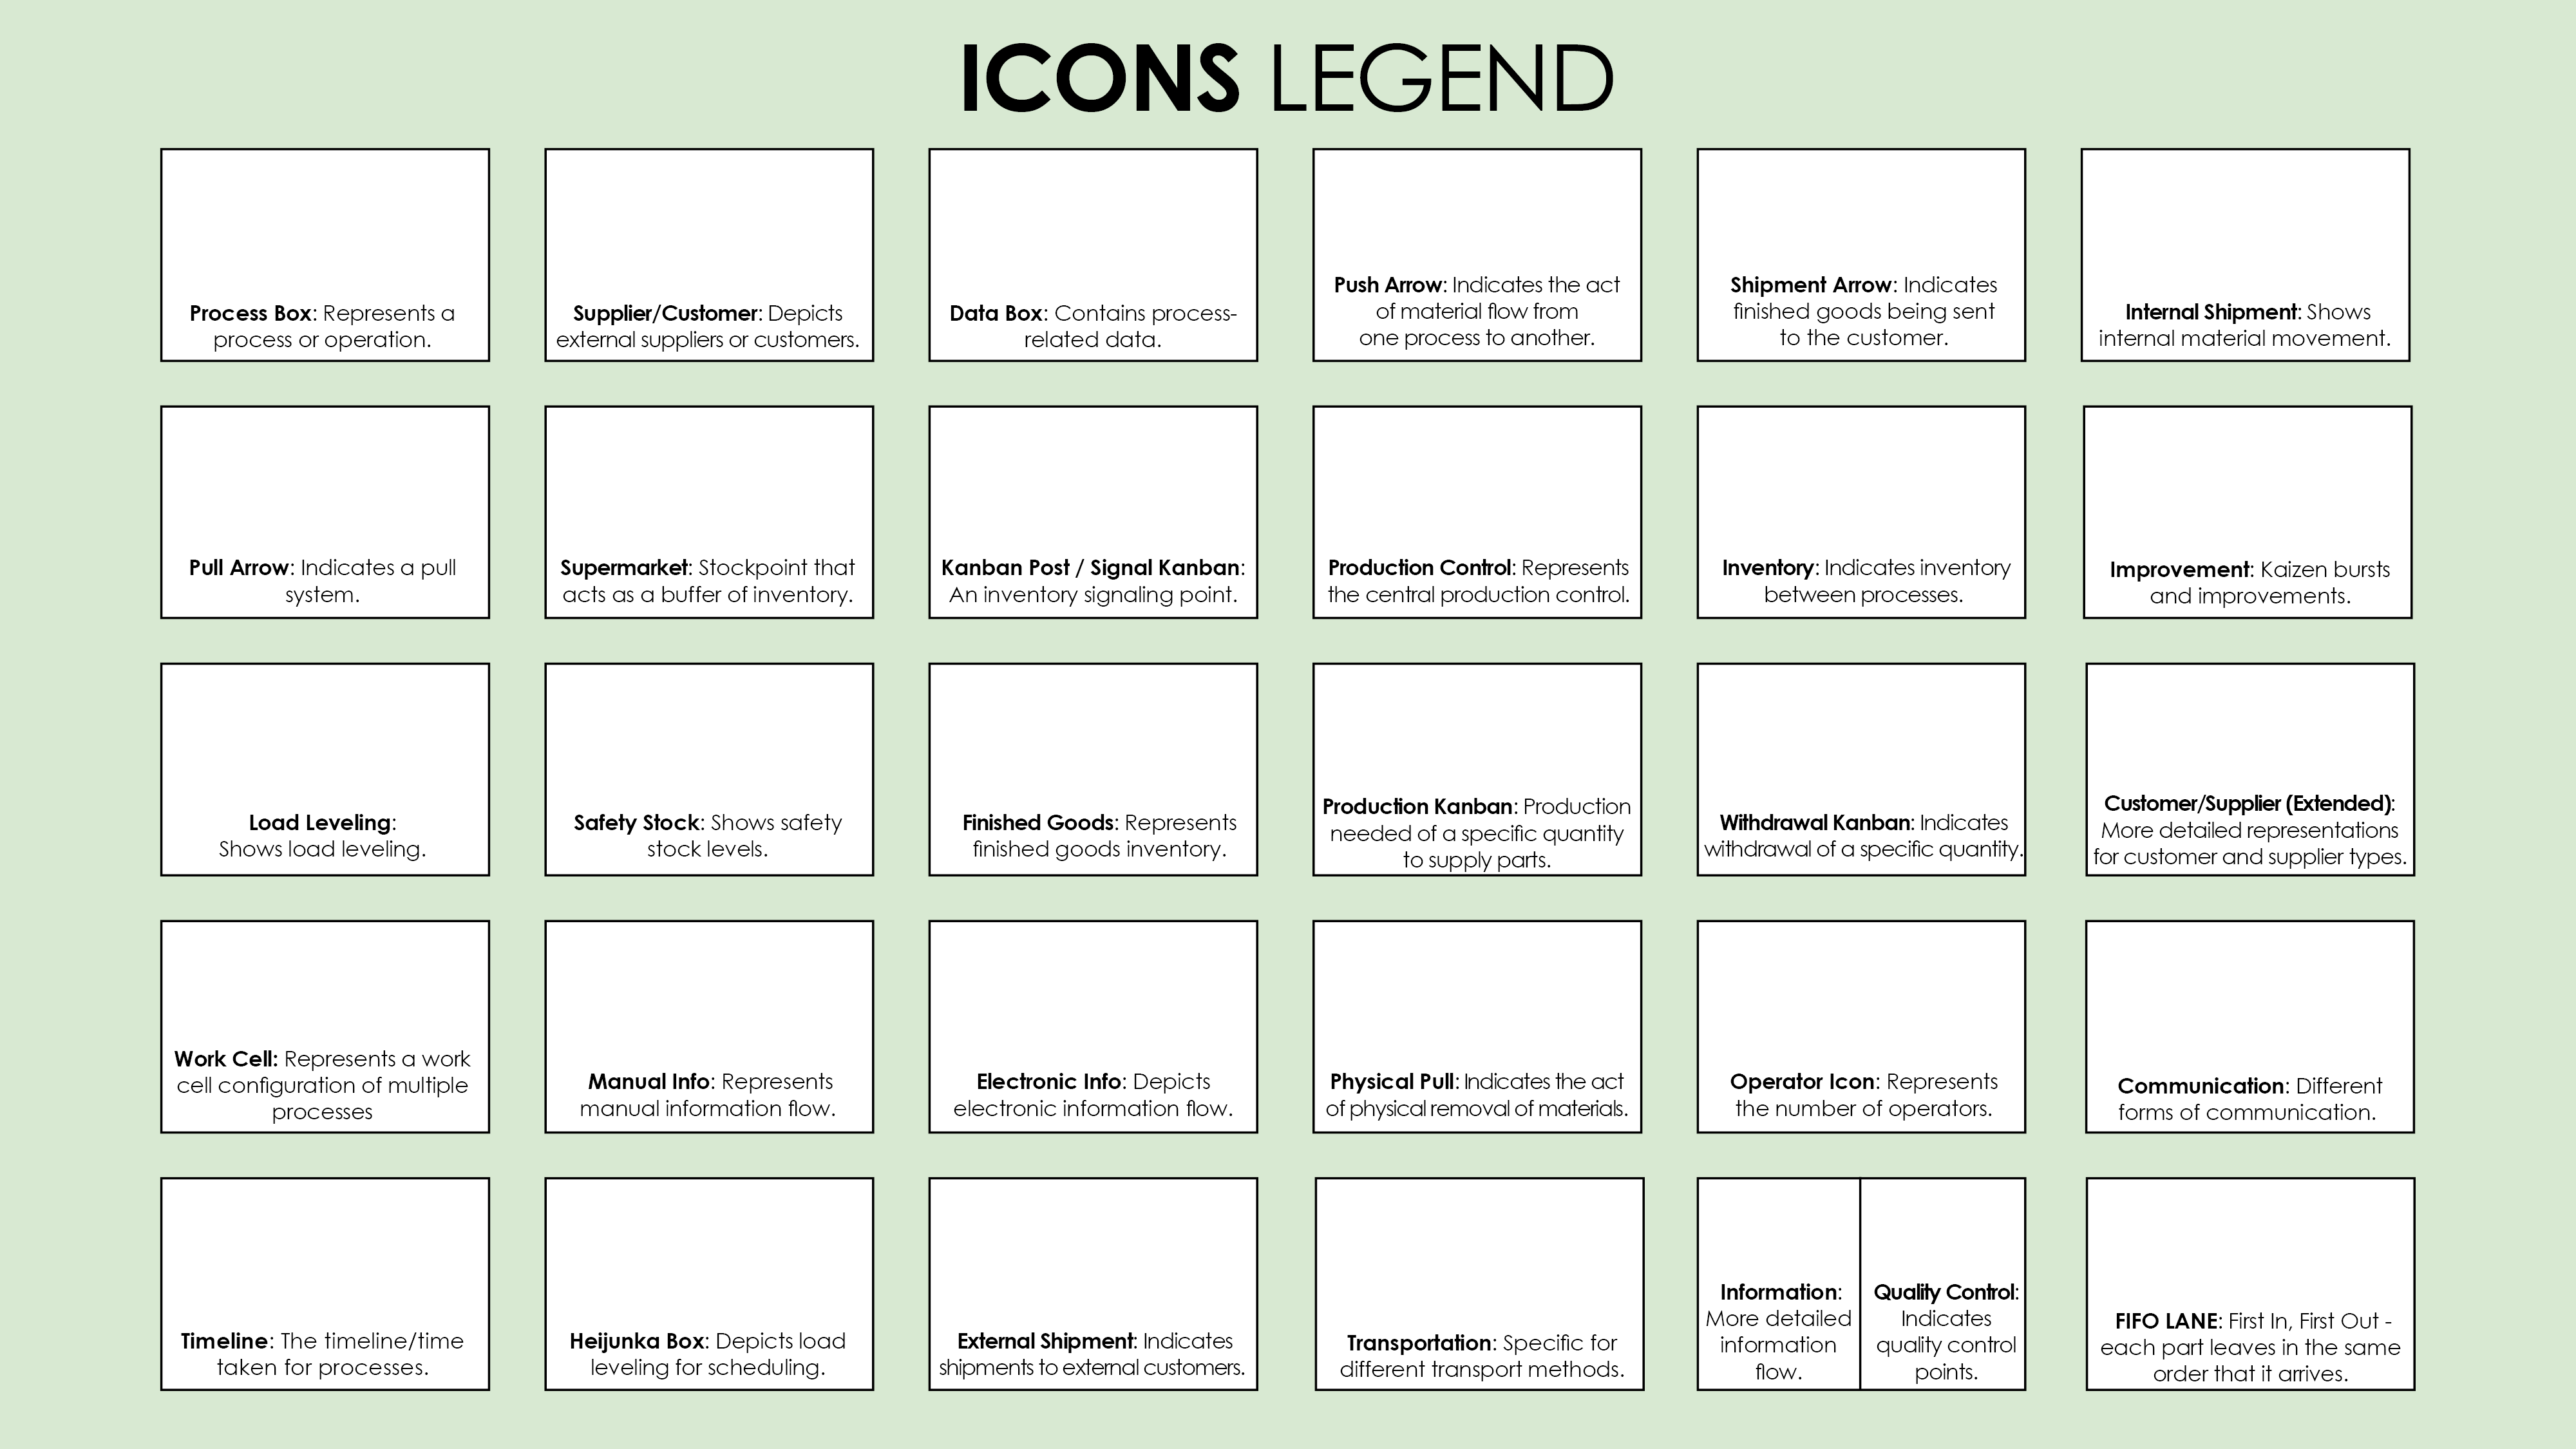 ICONS LEGEND
Process Box: Represents a
process or operation.
Supplier/Customer: Depicts
external suppliers or customers.
Data Box: Contains process-
related data.
Push Arrow: Indicates the act
of material flow from
one process to another.
Shipment Arrow: Indicates
finished goods being sent
to the customer.
Internal Shipment: Shows
internal material movement.
Pull Arrow: Indicates a pull
system.
Supermarket: Stockpoint that
acts as a buffer of inventory.
Kanban Post / Signal Kanban:
An inventory signaling point.
Production Control: Represents
the central production control.
Inventory: Indicates inventory
between processes.
Improvement: Kaizen bursts
and improvements.
Load Leveling:
Shows load leveling.
Safety Stock: Shows safety
stock levels.
Finished Goods: Represents
finished goods inventory.
Production Kanban: Production
needed of a specific quantity
to supply parts.
Withdrawal Kanban: Indicates
withdrawal of a specific quantity.
Customer/Supplier (Extended):
More detailed representations
for customer and supplier types.
Work Cell: Represents a work
cell configuration of multiple
processes
Manual Info: Represents
manual information flow.
Electronic Info: Depicts
electronic information flow.
Physical Pull: Indicates the act
of physical removal of materials.
Operator Icon: Represents
the number of operators.
Communication: Different
forms of communication.
Timeline: The timeline/time
taken for processes.
Heijunka Box: Depicts load
leveling for scheduling.
External Shipment: Indicates
shipments to external customers.
Transportation: Specific for
different transport methods.
Information:
More detailed
information
flow.
Quality Control:
Indicates
quality control
points.
FIFO LANE: First In, First Out -
each part leaves in the same
order that it arrives.